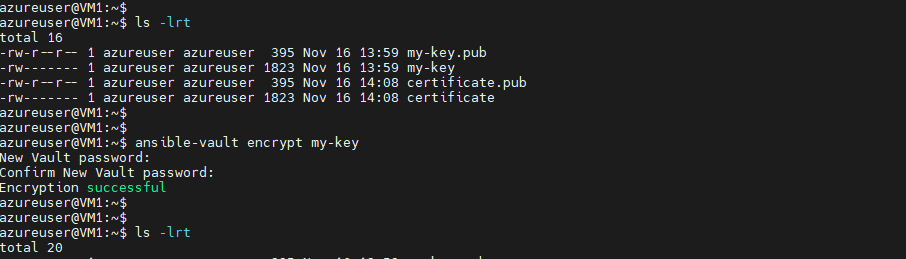 azureuser@VM1:~$
azureuser@VM1:~$ ls -lrt
total 16
-rw-r--r-- 1 azureuser azureuser  395 Nov 16 13:59 my-key.pub
-rw------- 1 azureuser azureuser 1823 Nov 16 13:59 my-key
-rw-r--r-- 1 azureuser azureuser  395 Nov 16 14:08 certificate.pub
-rw------- 1 azureuser azureuser 1823 Nov 16 14:08 certificate
azureuser@VM1:~$
azureuser@VM1:~$
azureuser@VM1:~$ ansible-vault encrypt my-key
New Vault password:
Confirm New Vault password:
Encryption successful
azureuser@VM1:~$
azureuser@VM1:~$
azureuser@VM1:~$ ls -lrt
total 20